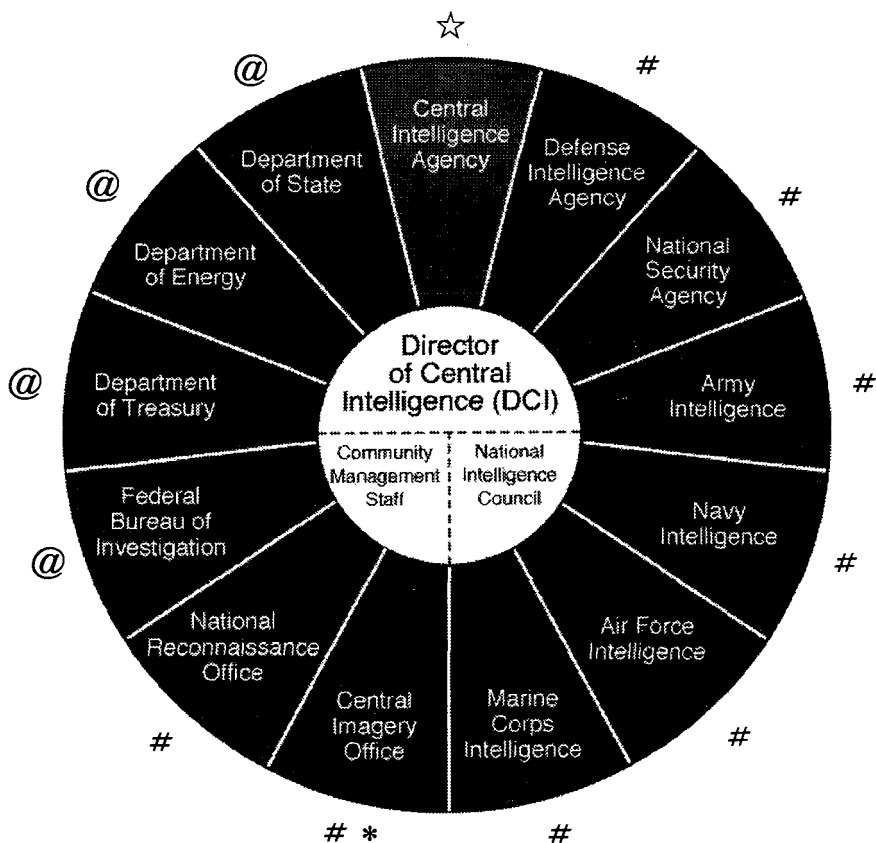 ☆
Central
Intelligence
Agency
#
Defense
Intelligence
Agency
#
National
Security
Agency
#
Army
Intelligence
#
Navy
Intelligence
#
Air Force
Intelligence
#
Marine
Corps
Intelligence
#
Central
Imagery
Office
# *
National
Reconnaissance
Office
#
Federal
Bureau of
Investigation
@
Department
of Treasury
@
Department
of Energy
@
Department
of State
@
Director
of Central
Intelligence (DCI)
Community
Management
Staff
National
Intelligence
Council